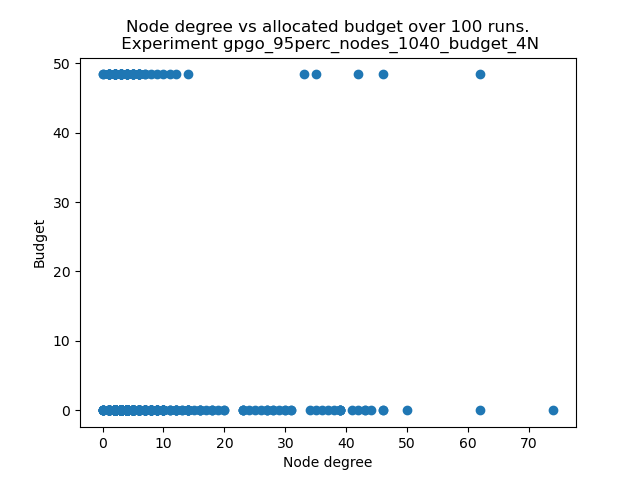 Node degree vs allocated budget over 100 runs.
Experiment gpgo_95perc_nodes_1040_budget_4N
50
40
30
20
10
0
Budget
0 10 20 30 40 50 60 70
Node degree